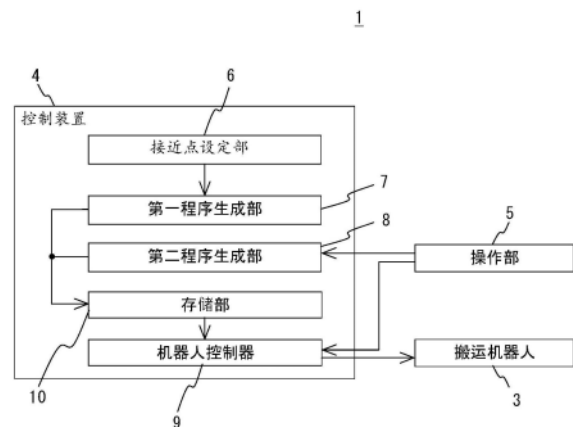 1
4
6
控制装置
接近点设定部
7
第一程序生成部
8
5
第二程序生成部
操作部
存储部
机器人控制器
搬运机器人
10
9
3